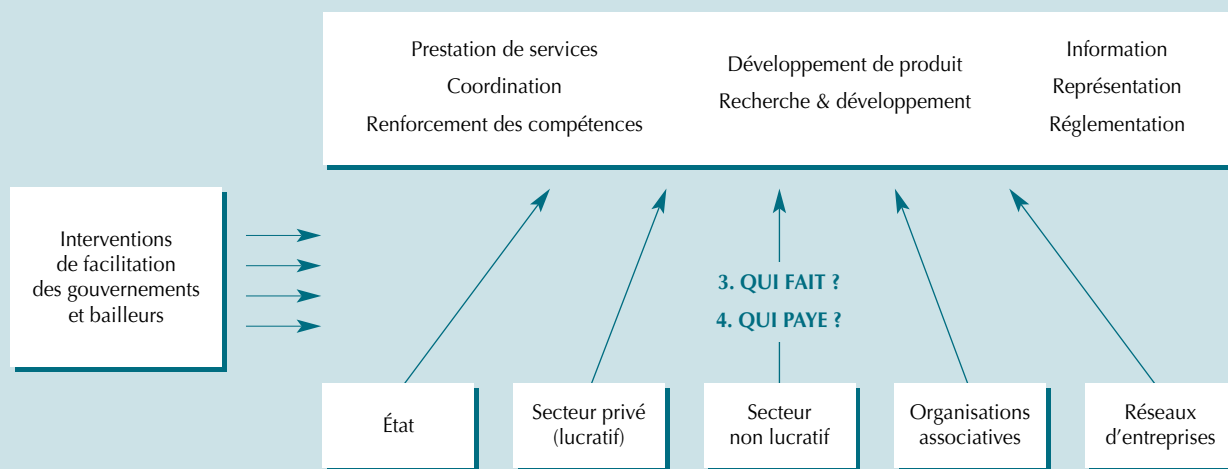 Prestation de services
Coordination
Renforcement des compétences
Développement de produit
Recherche & développement
Information
Représentation
Réglementation
Interventions
de facilitation
des gouvernements
et bailleurs
3. QUI FAIT ?
4. QUI PAYE ?
État
Secteur privé
(lucratif)
Secteur
non lucratif
Organisations
associatives
Réseaux
d'entreprises